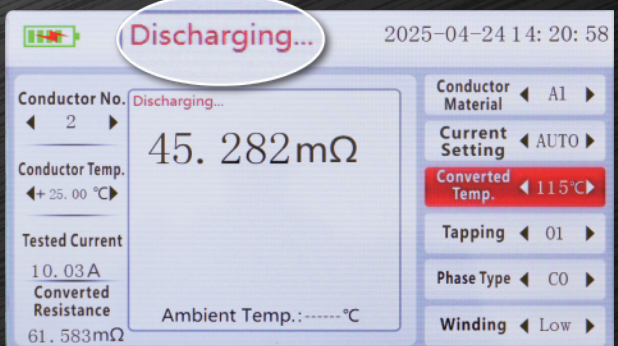 Discharging...
2025-04-24 14: 20: 58
Conductor No.
2
Conductor Temp.
+ 25. 00 ℃
Tested Current
10. 03A
Converted
Resistance
61. 583mΩ
Discharging...
45. 282mΩ
Ambient Temp.:------℃
Conductor
Material
Al
Current
Setting
AUTO
Converted
Temp.
115℃
Tapping
01
Phase Type
CO
Winding
Low